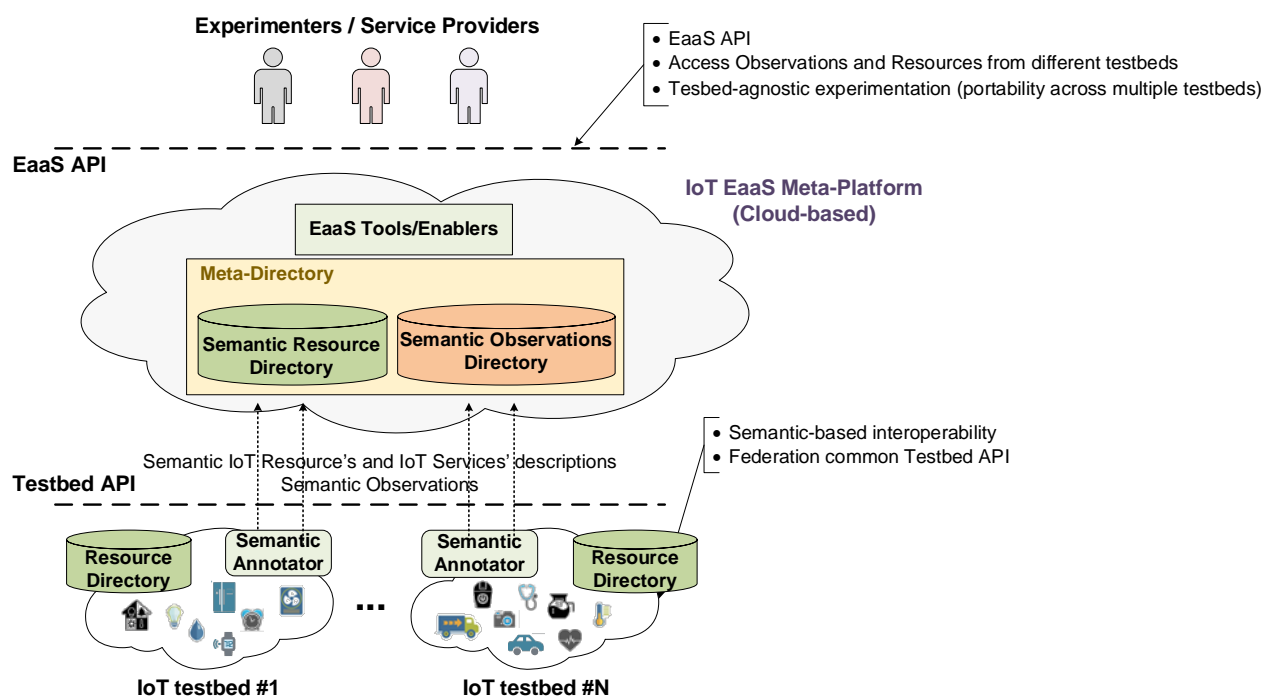 Experimenters / Service Providers
• EaaS API
• Access Observations and Resources from different testbeds
• Tesbed-agnostic experimentation (portability across multiple testbeds)
EaaS API
IoT EaaS Meta-Platform
(Cloud-based)
EaaS Tools/Enablers
Meta-Directory
Semantic Resource
Directory
Semantic Observations
Directory
• Semantic-based interoperability
• Federation common Testbed API
Semantic IoT Resource's and IoT Services' descriptions
Semantic Observations
Testbed API
Resource
Directory
Semantic
Annotator
...
Semantic
Annotator
Resource
Directory
IoT testbed #1
IoT testbed #N